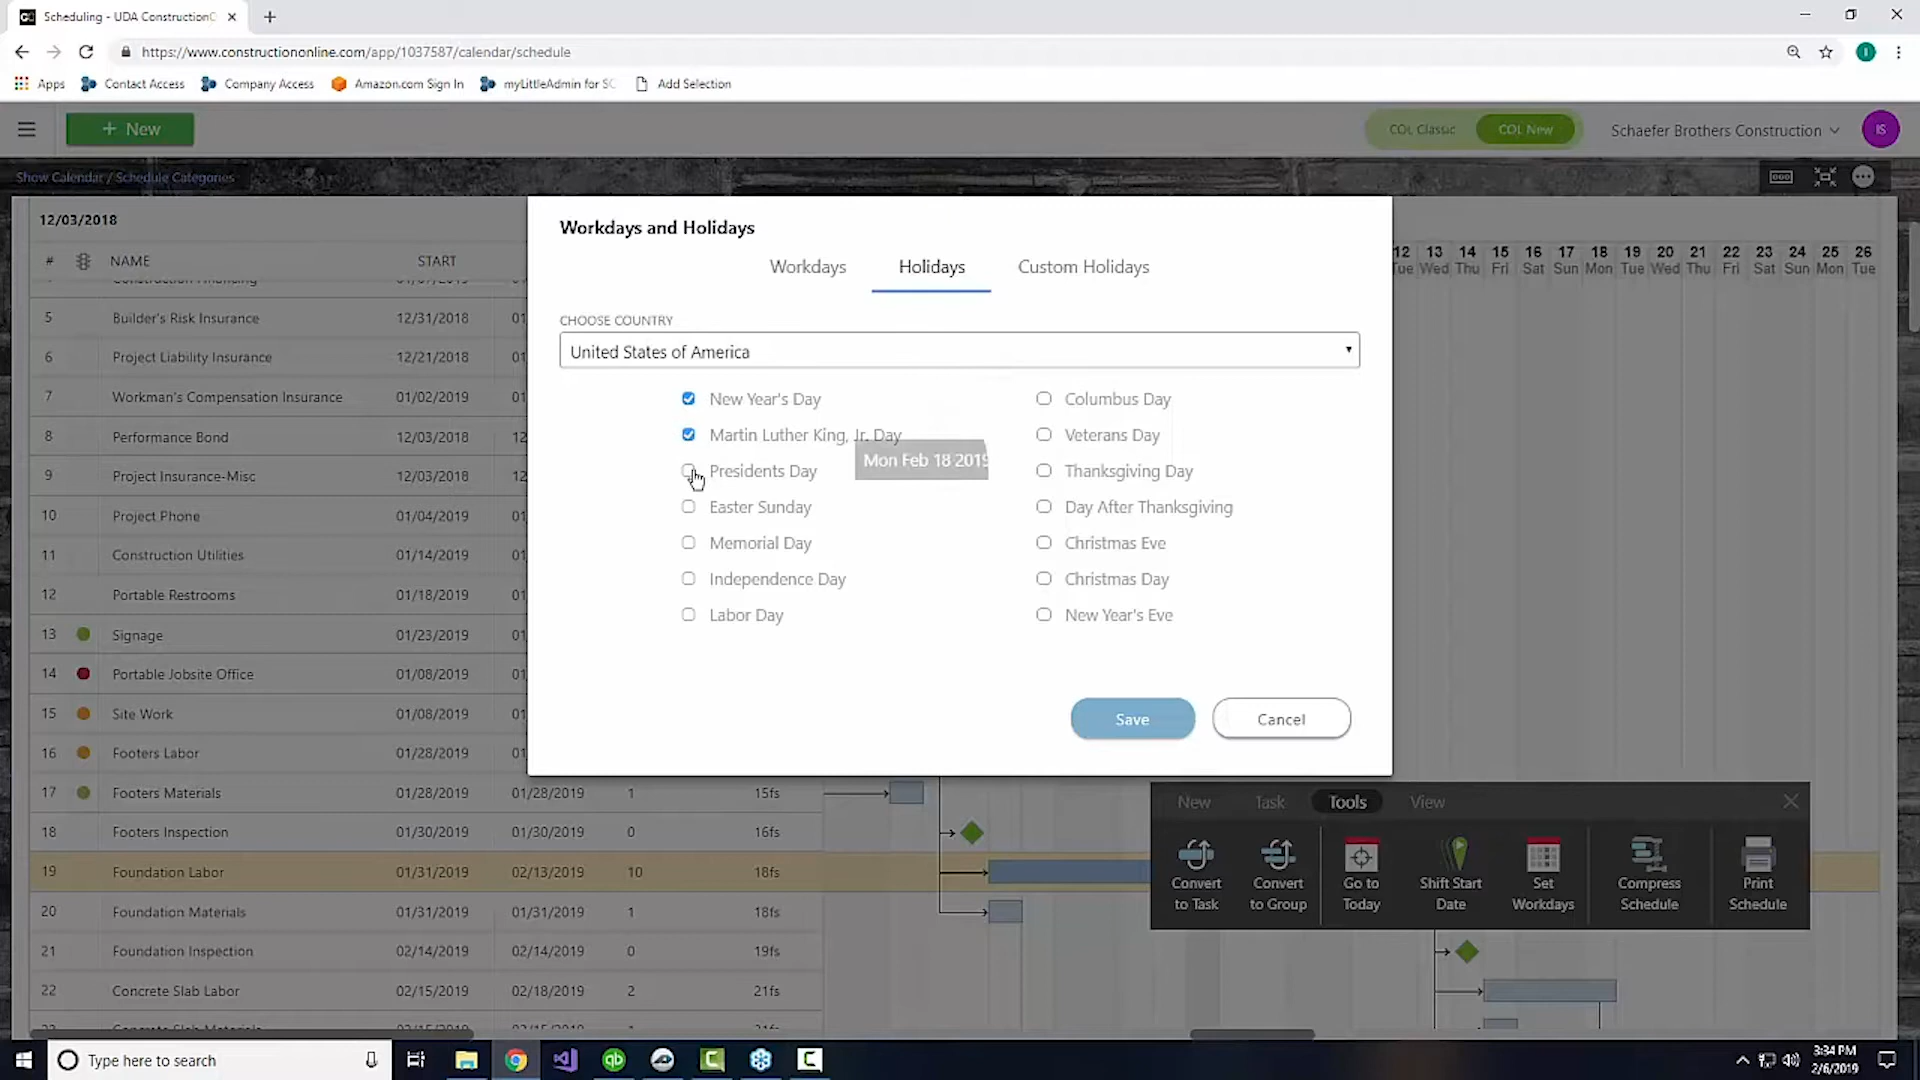 Scheduling - UDA Construction
https://www.constructiononline.com/app/1037587/calendar/schedule
Apps Contact Access Company Access Amazon.com Sign In myLittleAdmin for SC Add Selection
+ New COL Classic COL New Schaefer Brothers Construction IS
Show Calendar / Schedule Categories
12/03/2018
# NAME START
12 13 14 15 16 17 18 19 20 21 22 23 24 25 26
Tue Wed Thu Fri Sat Sun Mon Tue Wed Thu Fri Sat Sun Mon Tue
Workdays and Holidays
Workdays Holidays Custom Holidays
CHOOSE COUNTRY
United States of America
New Year's Day Columbus Day
Martin Luther King, Jr. Day Veterans Day
Mon Feb 18 2019
Presidents Day Thanksgiving Day
Easter Sunday Day After Thanksgiving
Memorial Day Christmas Eve
Independence Day Christmas Day
Labor Day New Year's Eve
Save Cancel
Construction Financing
5 Builder's Risk Insurance 12/31/2018 01
6 Project Liability Insurance 12/21/2018 01
7 Workman's Compensation Insurance 01/02/2019 01
8 Performance Bond 12/03/2018 12
9 Project Insurance-Misc 12/03/2018 12
10 Project Phone 01/04/2019 01
11 Construction Utilities 01/14/2019 01
12 Portable Restrooms 01/18/2019 01
13 Signage 01/23/2019 01
14 Portable Jobsite Office 01/08/2019 01
15 Site Work 01/08/2019 01
16 Footers Labor 01/28/2019 01
17 Footers Materials 01/28/2019 01/28/2019 1 15fs
18 Footers Inspection 01/30/2019 01/30/2019 0 16fs
19 Foundation Labor 01/31/2019 02/13/2019 10 18fs
20 Foundation Materials 01/31/2019 01/31/2019 1 18fs
21 Foundation Inspection 02/14/2019 02/14/2019 0 19fs
22 Concrete Slab Labor 02/15/2019 02/18/2019 2 21fs
New Task Tools View
Convert to Task
Convert to Group
Go to Today
Shift Start Date
Set Workdays
Compress Schedule
Print Schedule
Type here to search
3:34 PM
2/6/2019